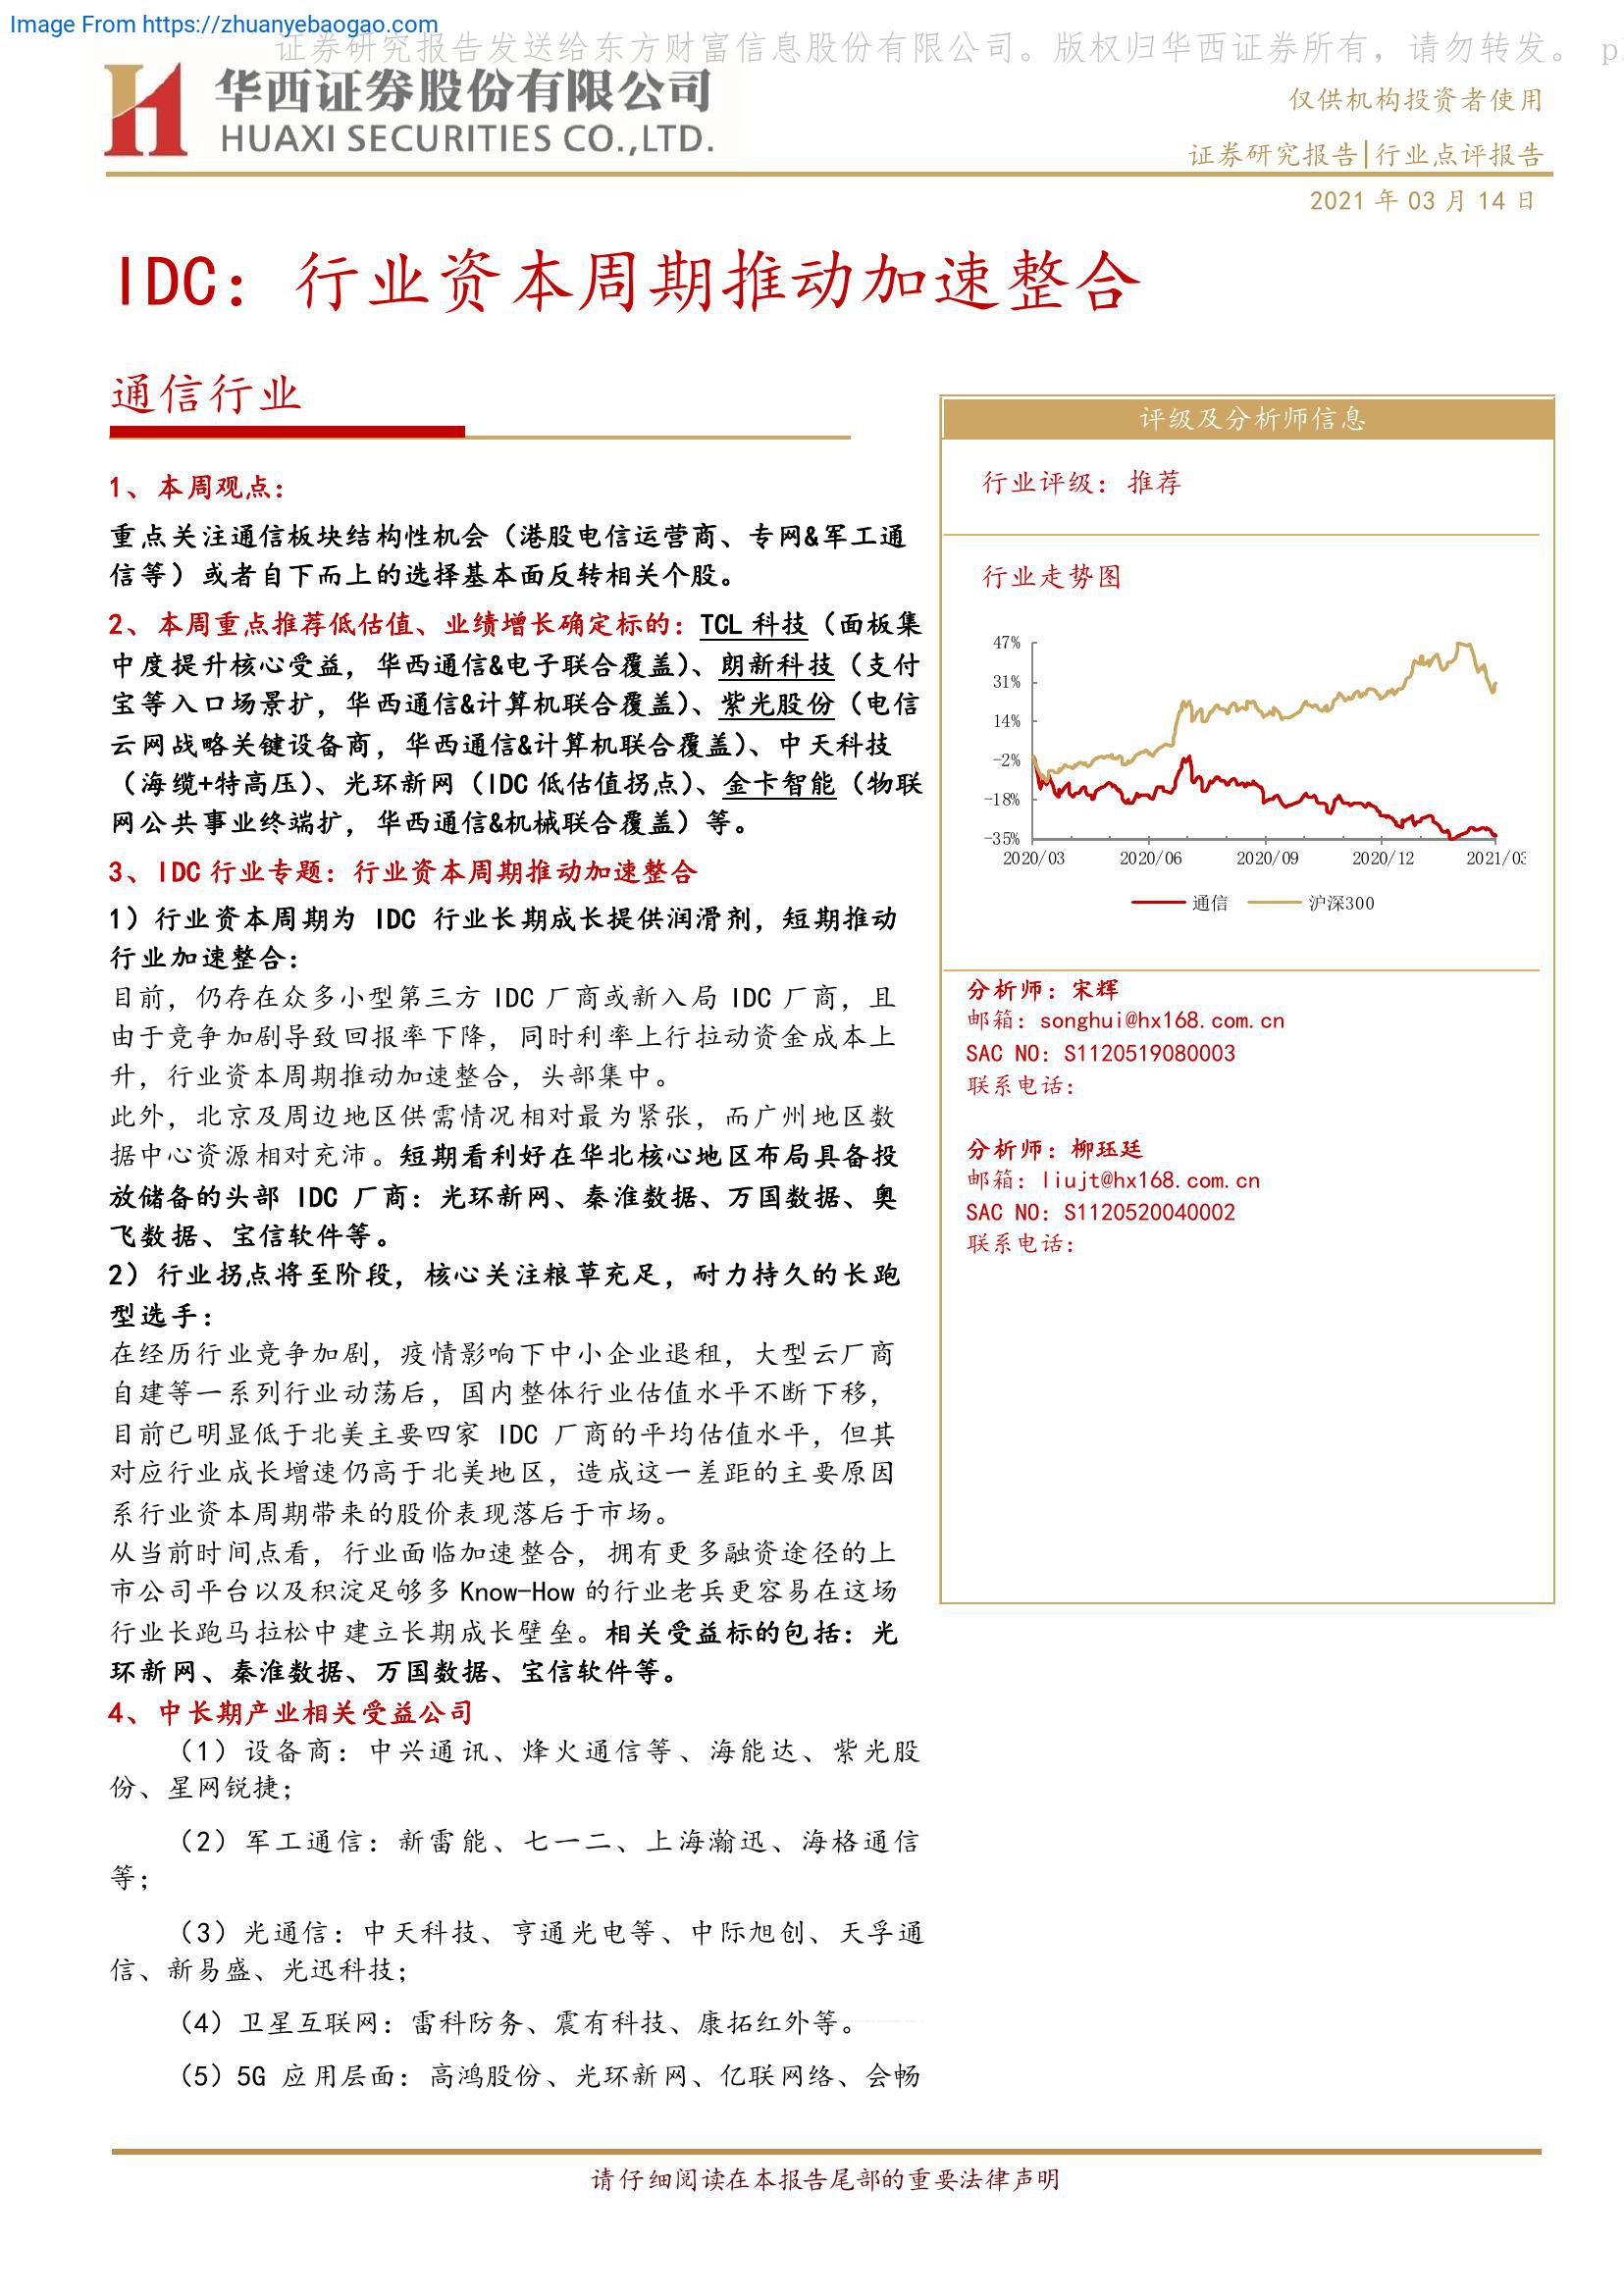 Image From https://zhuanyebaogao.com
证券研究报告发送给东方财富信息股份有限公司。版权归华西证券所有，请勿转发。 p
华西证券股份有限公司
HUAXI SECURITIES CO.,LTD.
仅供机构投资者使用
证券研究报告|行业点评报告
2021 年 03 月 14 日
IDC：行业资本周期推动加速整合
通信行业
1、本周观点：
重点关注通信板块结构性机会（港股电信运营商、专网&军工通
信等）或者自下而上的选择基本面反转相关个股。
2、本周重点推荐低估值、业绩增长确定标的：TCL 科技（面板集
中度提升核心受益，华西通信&电子联合覆盖）、朗新科技（支付
宝等入口场景扩，华西通信&计算机联合覆盖）、紫光股份（电信
云网战略关键设备商，华西通信&计算机联合覆盖）、中天科技
（海缆+特高压）、光环新网（IDC 低估值拐点）、金卡智能（物联
网公共事业终端扩，华西通信&机械联合覆盖）等。
3、IDC 行业专题：行业资本周期推动加速整合
1）行业资本周期为 IDC 行业长期成长提供润滑剂，短期推动
行业加速整合：
目前，仍存在众多小型第三方 IDC 厂商或新入局 IDC 厂商，且
由于竞争加剧导致回报率下降，同时利率上行拉动资金成本上
升，行业资本周期推动加速整合，头部集中。
此外，北京及周边地区供需情况相对最为紧张，而广州地区数
据中心资源相对充沛。短期看利好在华北核心地区布局具备投
放储备的头部 IDC 厂商：光环新网、秦淮数据、万国数据、奥
飞数据、宝信软件等。
2）行业拐点将至阶段，核心关注粮草充足，耐力持久的长跑
型选手：
在经历行业竞争加剧，疫情影响下中小企业退租，大型云厂商
自建等一系列行业动荡后，国内整体行业估值水平不断下移，
目前已明显低于北美主要四家 IDC 厂商的平均估值水平，但其
对应行业成长增速仍高于北美地区，造成这一差距的主要原因
系行业资本周期带来的股价表现落后于市场。
从当前时间点看，行业面临加速整合，拥有更多融资途径的上
市公司平台以及积淀足够多 Know-How 的行业老兵更容易在这场
行业长跑马拉松中建立长期成长壁垒。相关受益标的包括：光
环新网、秦淮数据、万国数据、宝信软件等。
4、中长期产业相关受益公司
（1）设备商：中兴通讯、烽火通信等、海能达、紫光股
份、星网锐捷；
（2）军工通信：新雷能、七一二、上海瀚迅、海格通信
等；
（3）光通信：中天科技、亨通光电等、中际旭创、天孚通
信、新易盛、光迅科技；
（4）卫星互联网：雷科防务、震有科技、康拓红外等。
（5）5G 应用层面：高鸿股份、光环新网、亿联网络、会畅
评级及分析师信息
行业评级：推荐
行业走势图
47%
31%
14%
-2%
-18%
-35%
2020/03 2020/06 2020/09 2020/12 2021/03
通信 沪深300
分析师：宋辉
邮箱：songhui@hx168.com.cn
SAC NO：S1120519080003
联系电话：
分析师：柳珏廷
邮箱：liujt@hx168.com.cn
SAC NO：S1120520040002
联系电话：
请仔细阅读在本报告尾部的重要法律声明